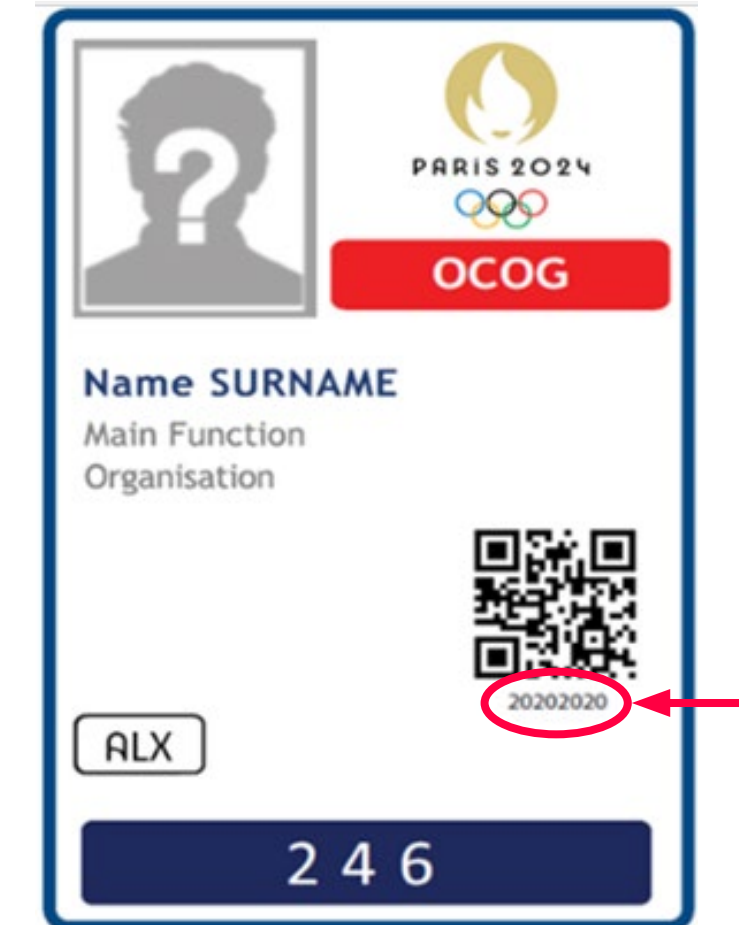 PARIS 2024
OCOG
Name SURNAME
Main Function
Organisation
20202020
ALX
2 4 6